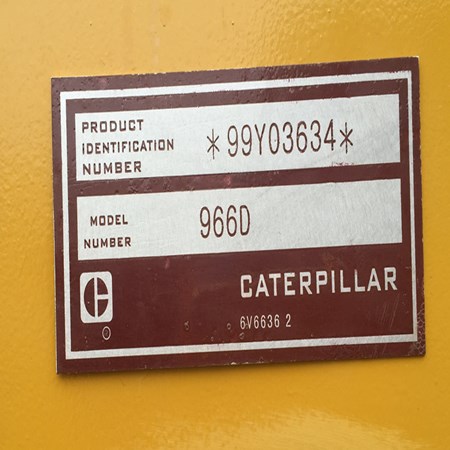 PRODUCT
IDENTIFICATION
NUMBER
*99Y03634*
MODEL
NUMBER
966D
CATERPILLAR
6V6636 2